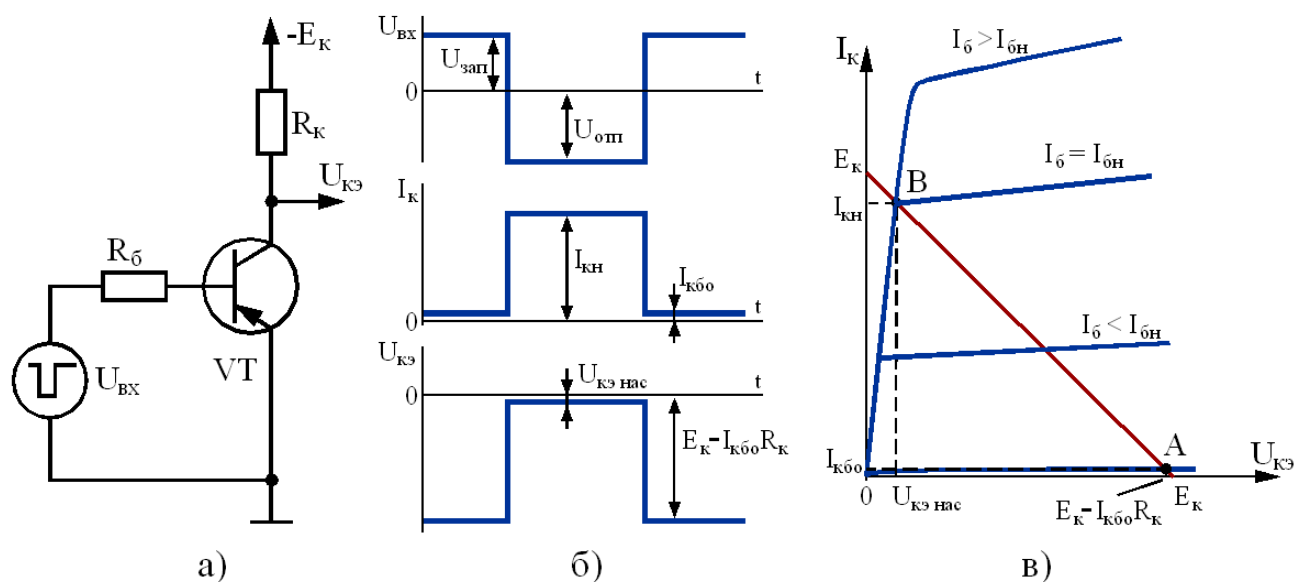 -Eк
Rк
Uкэ
Rб
VT
Uвх
а)
Uвх
Uзап
t
0
Uотп
Iк
Iкн
Iкбо
t
0
Uкэ
Uкэ нас
t
0
Eк-IкбоRк
б)
Iк
Iб > Iбн
Eк
B
Iб = Iбн
Iкн
Iб < Iбн
A
Iкбо
Uкэ
0
Uкэ нас
Eк-IкбоRк
Eк
в)